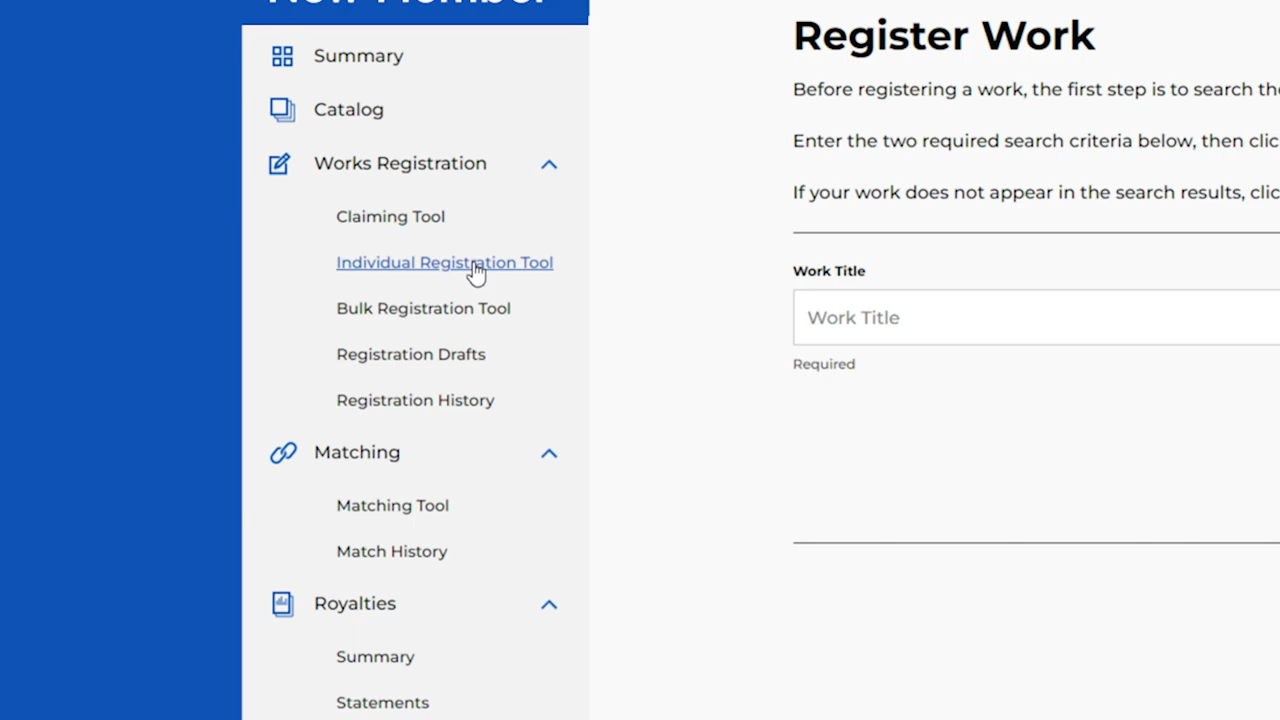 New Member
Summary
Catalog
Works Registration
Claiming Tool
Individual Registration Tool
Bulk Registration Tool
Registration Drafts
Registration History
Matching
Matching Tool
Match History
Royalties
Summary
Statements
Register Work
Before registering a work, the first step is to search
Enter the two required search criteria below, then
If your work does not appear in the search results,
Work Title
Work Title
Required